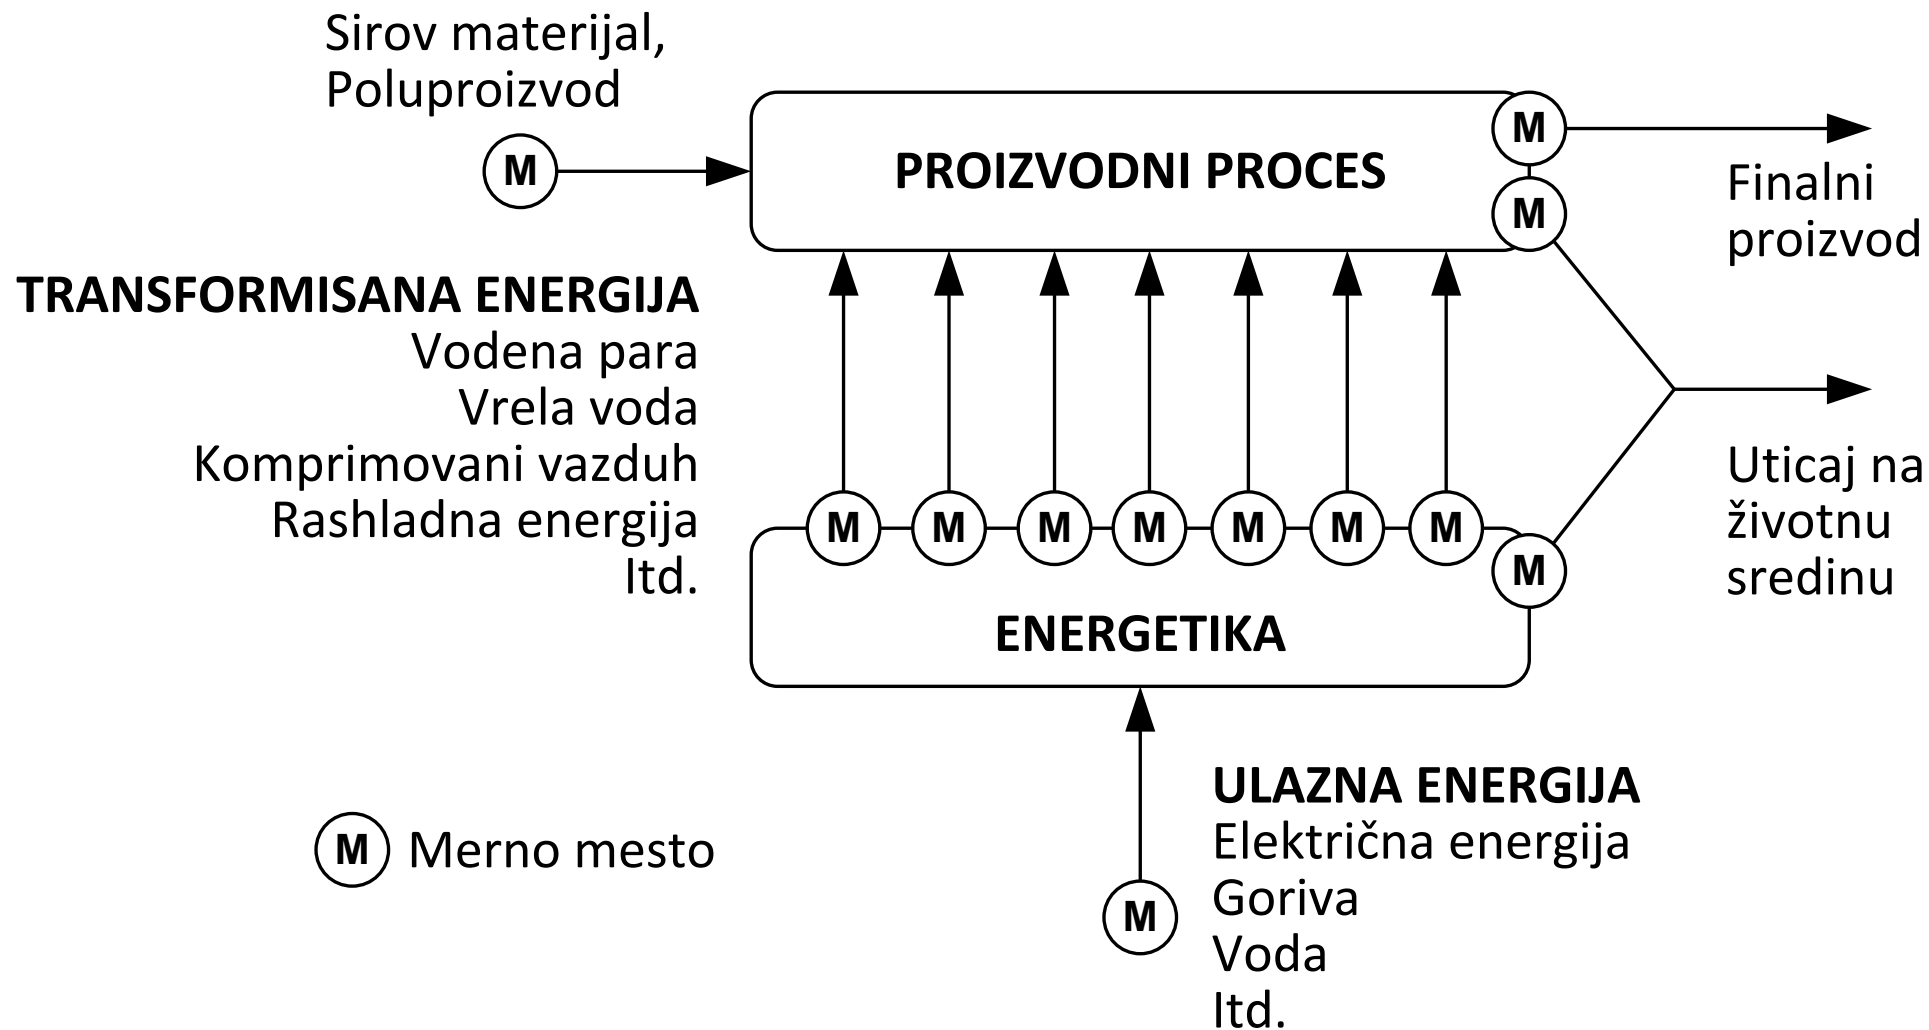 Sirov materijal,
Poluproizvod
M
PROIZVODNI PROCES
M
M
Finalni
proizvod
TRANSFORMISANA ENERGIJA
Vodena para
Vrela voda
Komprimovani vazduh
Rashladna energija
Itd.
Uticaj na
životnu
sredinu
M M M M M M M
M
ENERGETIKA
ULAZNA ENERGIJA
Električna energija
Goriva
Voda
Itd.
M
M Merno mesto